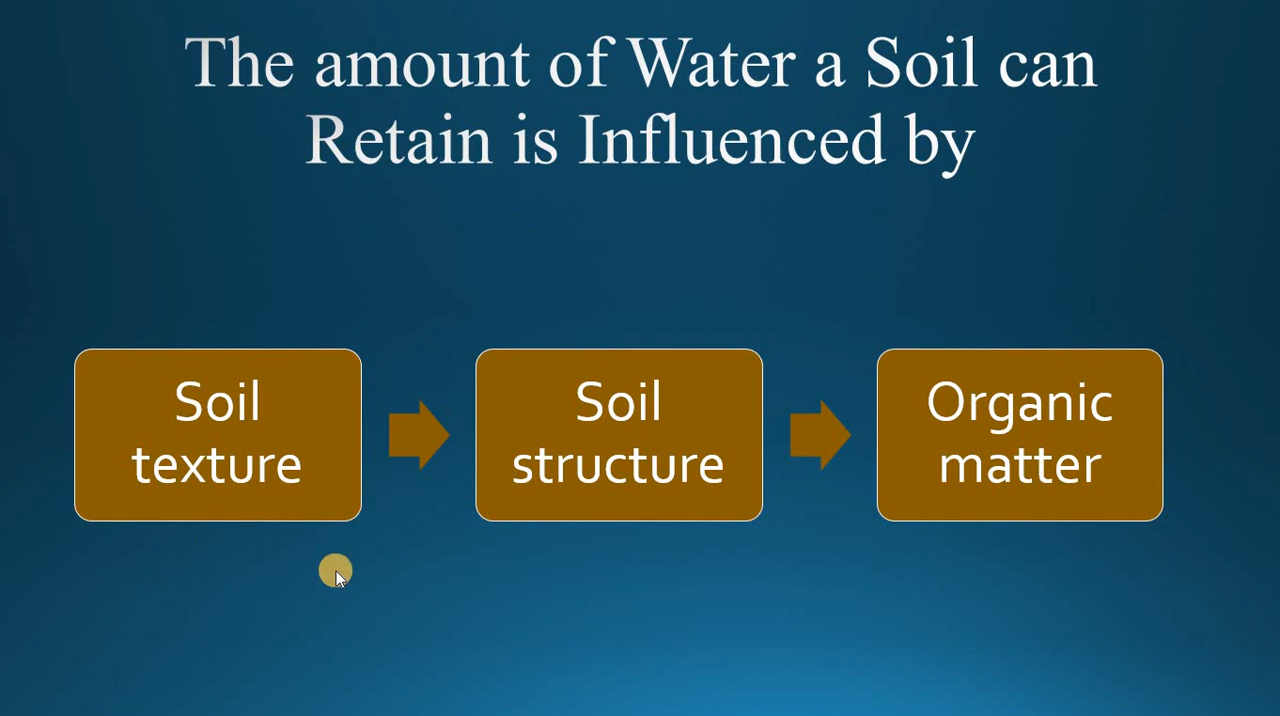 The amount of Water a Soil can
Retain is Influenced by
Soil
texture
Soil
structure
Organic
matter